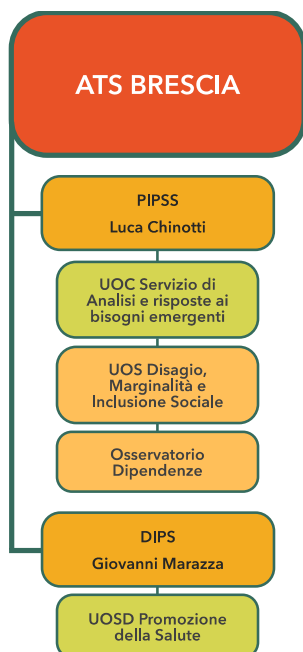 ATS BRESCIA
PIPSS
Luca Chinotti
UOC Servizio di
Analisi e risposte ai
bisogni emergenti
UOS Disagio,
Marginalità e
Inclusione Sociale
Osservatorio
Dipendenze
DIPS
Giovanni Marazza
UOSD Promozione
della Salute